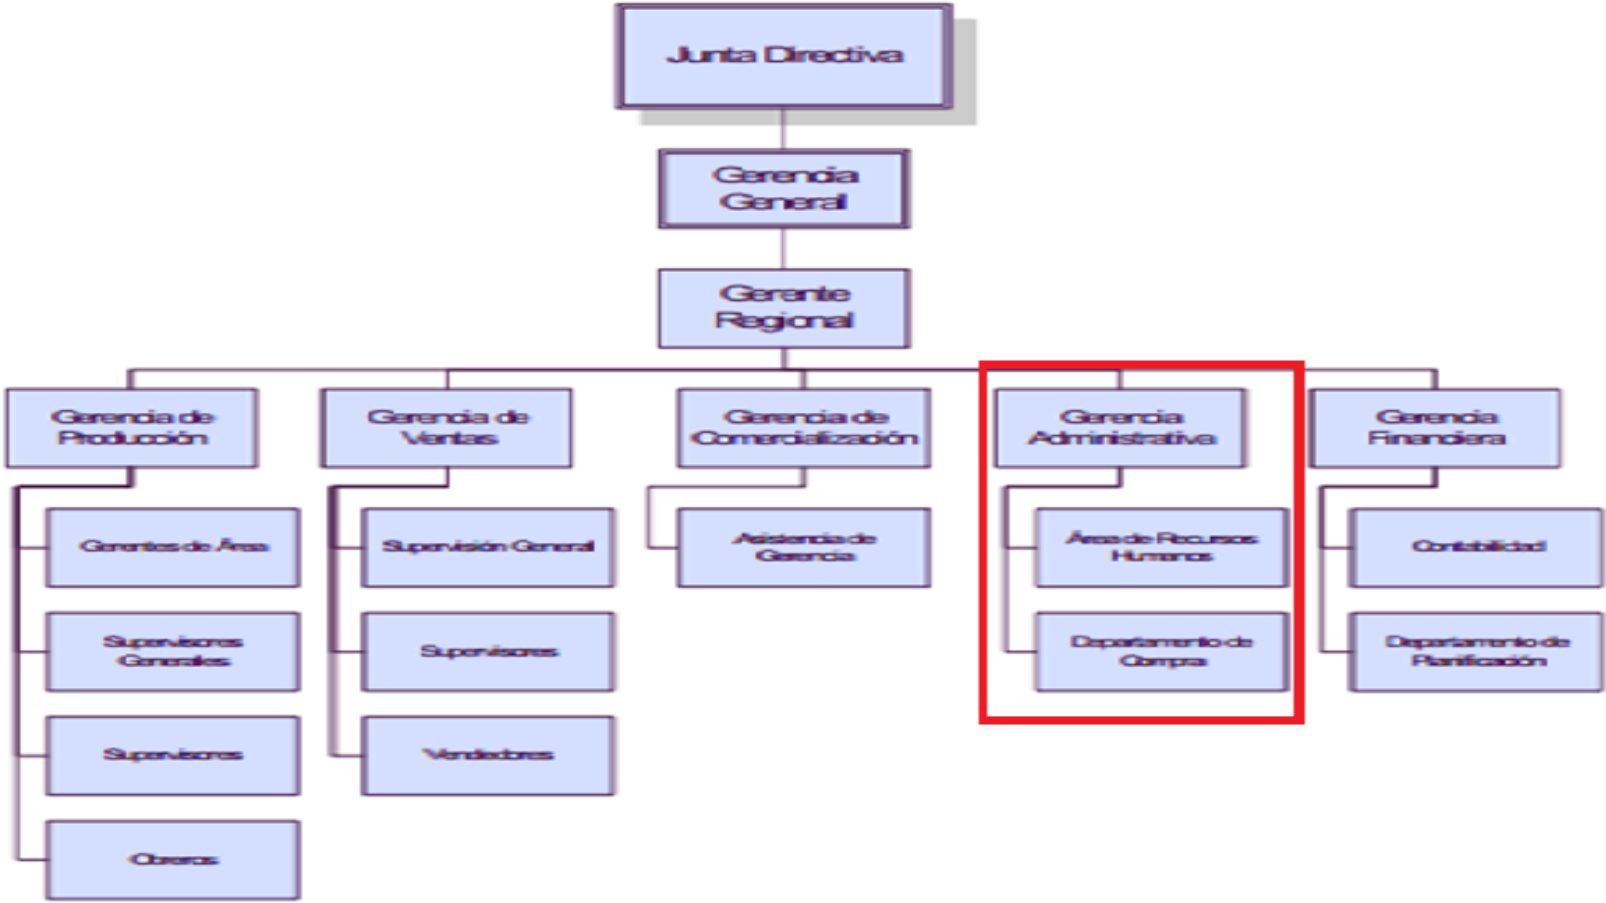 Junta Directiva
Gerencia
General
Gerente
Regional
Gerencia de
Producción
Gerencia de
Ventas
Gerencia de
Comercialización
Gerencia
Administrativa
Gerencia
Financiera
Gerentes de Área
Supervisión General
Asistencia de
Gerencia
Área de Recursos
Humanos
Contabilidad
Supervisores
Generales
Supervisores
Departamento de
Compra
Departamento de
Planificación
Supervisores
Vendedores
Obreros